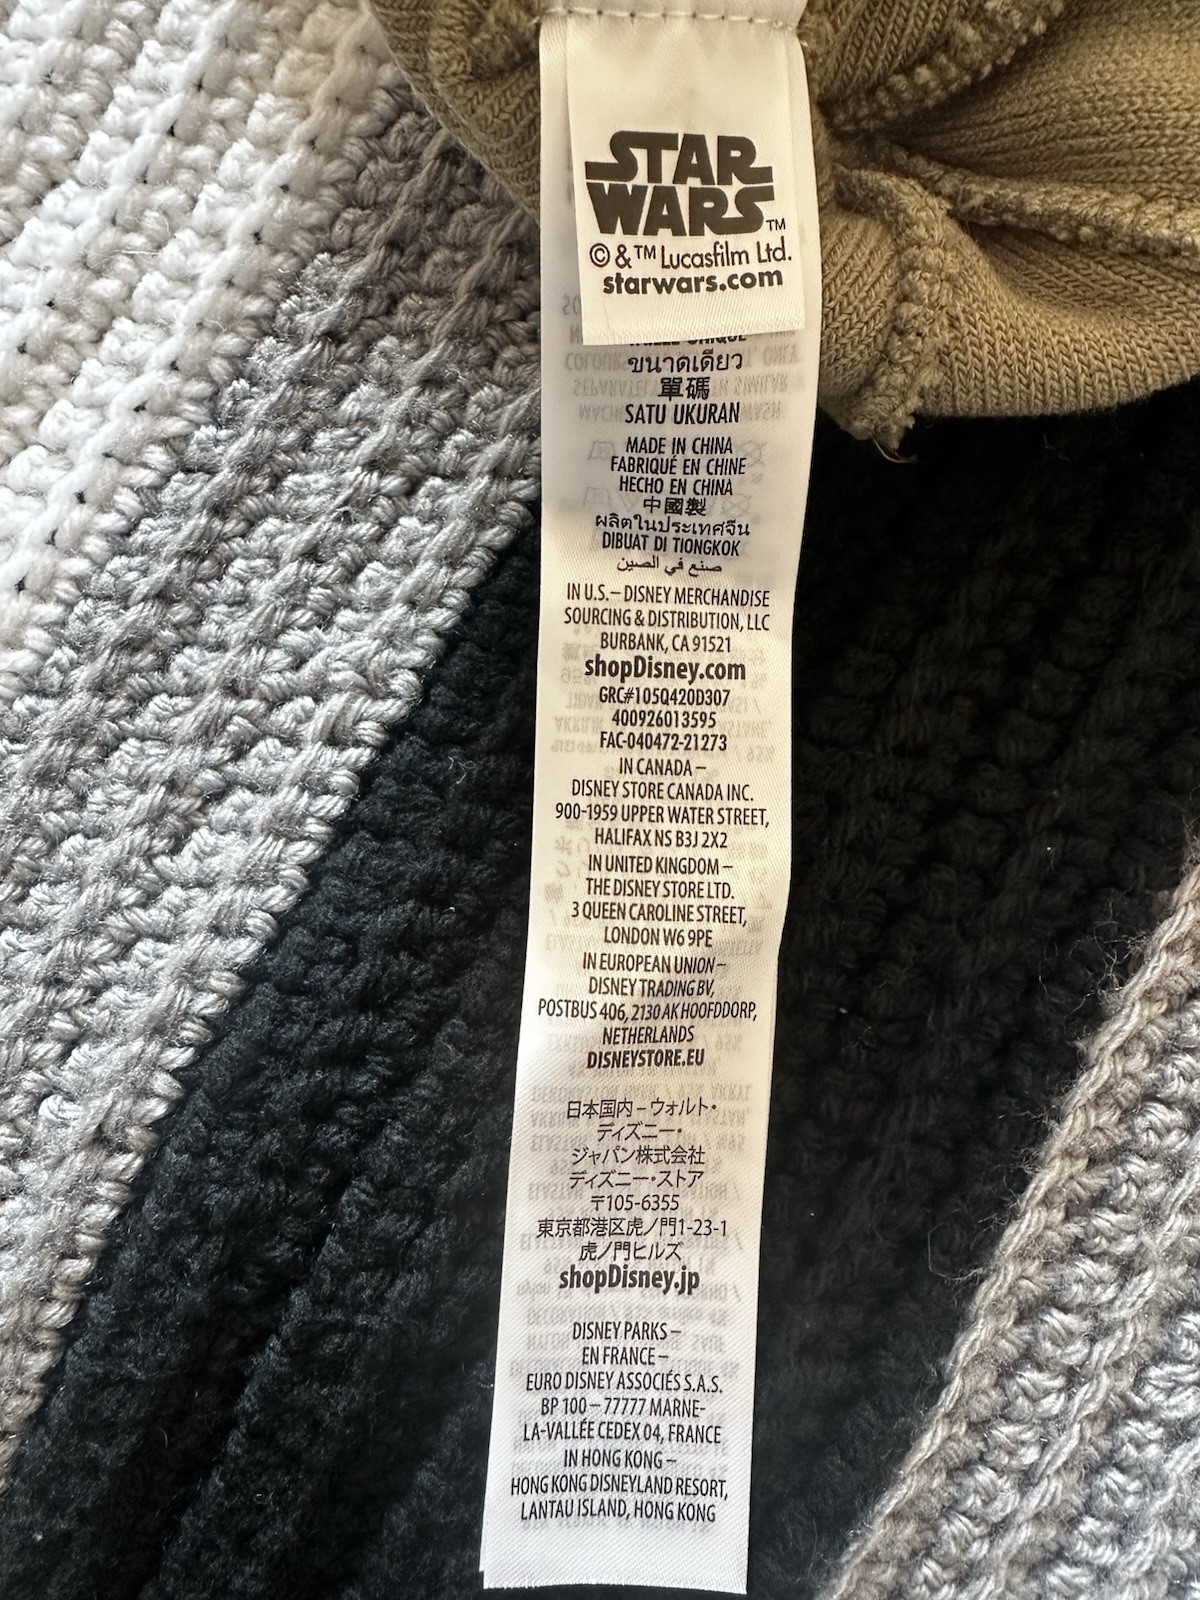 STAR
WARS™
© & ™ Lucasfilm Ltd.
starwars.com
UNIQUE
ขนาดเดียว
單碼
SATU UKURAN
MADE IN CHINA
FABRIQUÉ EN CHINE
HECHO EN CHINA
中國製
ผลิตในประเทศจีน
DIBUAT DI TIONGKOK
صنع في الصين
IN U.S.– DISNEY MERCHANDISE
SOURCING & DISTRIBUTION, LLC
BURBANK, CA 91521
shopDisney.com
GRC#105Q420D307
400926013595
FAC-040472-21273
IN CANADA –
DISNEY STORE CANADA INC.
900-1959 UPPER WATER STREET,
HALIFAX NS B3J 2X2
IN UNITED KINGDOM –
THE DISNEY STORE LTD.
3 QUEEN CAROLINE STREET,
LONDON W6 9PE
IN EUROPEAN UNION –
DISNEY TRADING BV,
POSTBUS 406, 2130 AK HOOFDDORP,
NETHERLANDS
DISNEYSTORE.EU
日本国内 – ウォルト・
ディズニー・
ジャパン株式会社
ディズニー・ストア
〒105-6355
東京都港区虎ノ門1-23-1
虎ノ門ヒルズ
shopDisney.jp
DISNEY PARKS –
EN FRANCE –
EURO DISNEY ASSOCIÉS S.A.S.
BP 100 – 77777 MARNE-
LA-VALLÉE CEDEX 04, FRANCE
IN HONG KONG –
HONG KONG DISNEYLAND RESORT,
LANTAU ISLAND, HONG KONG